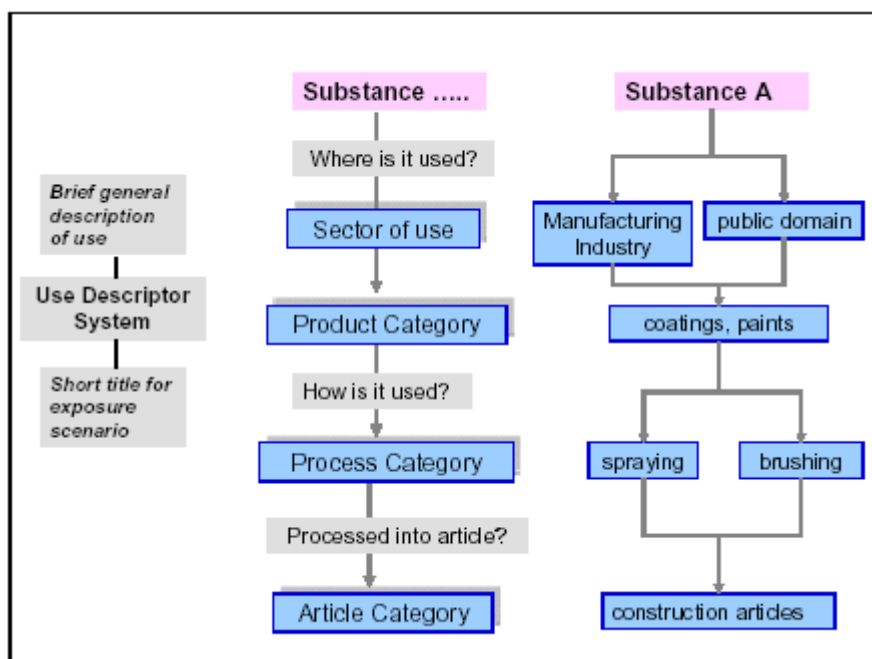 Brief general
description
of use
Use Descriptor
System
Short title for
exposure
scenario
Substance .....
Where is it used?
Sector of use
Product Category
How is it used?
Process Category
Processed into article?
Article Category
Substance A
Manufacturing
Industry
public domain
coatings, paints
spraying
brushing
construction articles